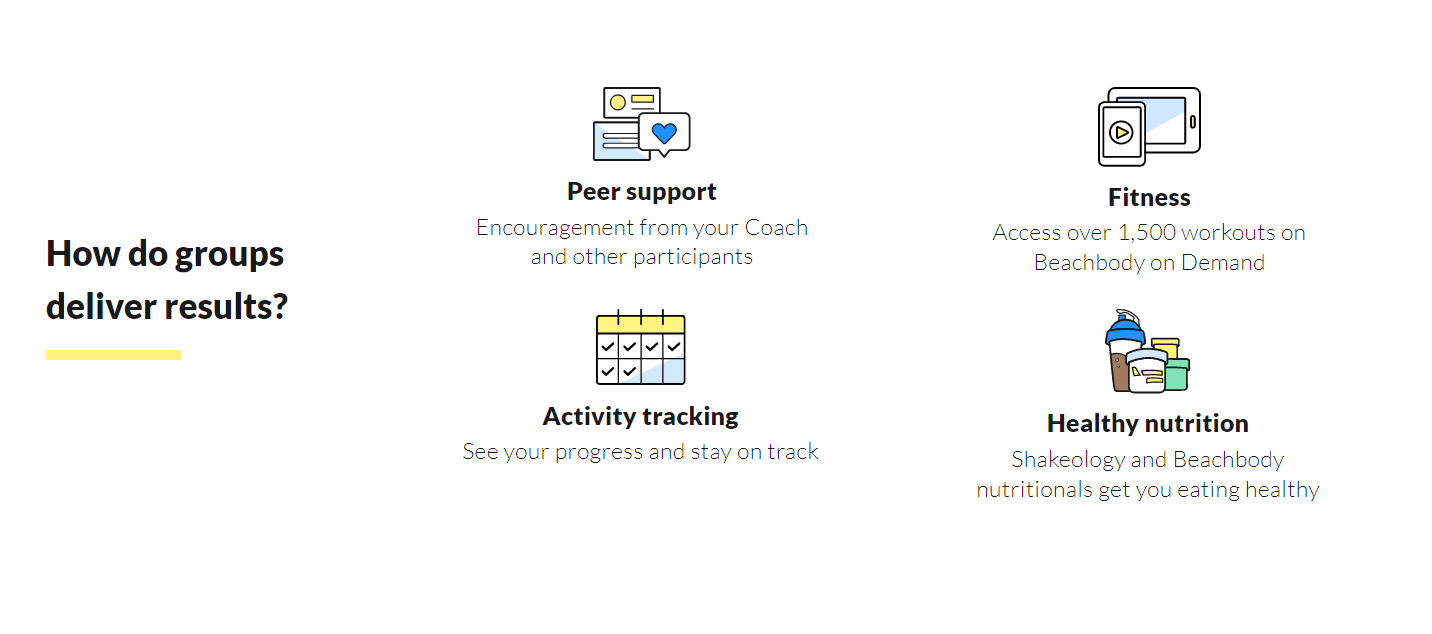 How do groups
deliver results?
Peer support
Encouragement from your Coach
and other participants
Fitness
Access over 1,500 workouts on
Beachbody on Demand
Activity tracking
See your progress and stay on track
Healthy nutrition
Shakeology and Beachbody
nutritionals get you eating healthy